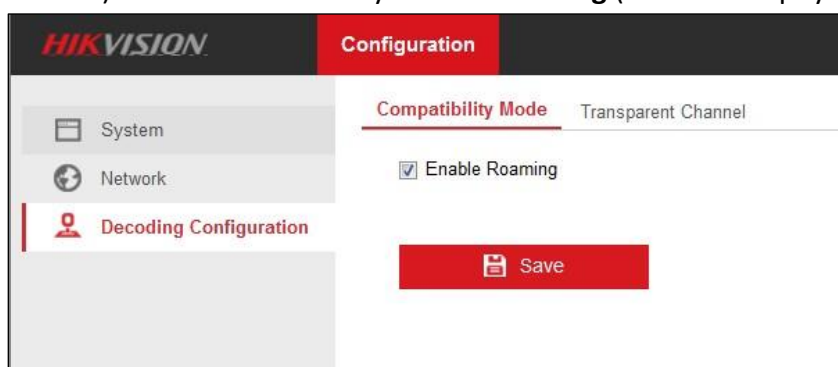 HIKVISION
Configuration
Compatibility Mode Transparent Channel
System
Enable Roaming
Network
Decoding Configuration
Save